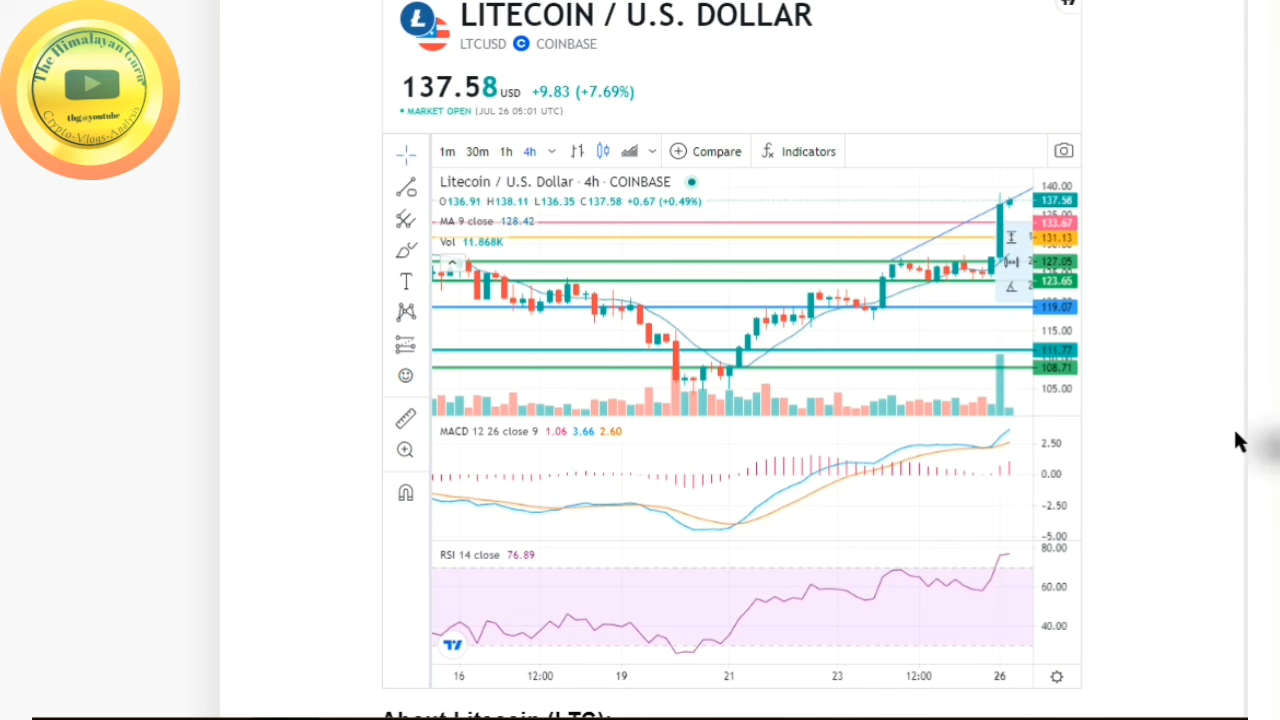 The Himalayan Guru
thg@youtube
Crypto-Vlogs-Analysis
LITECOIN / U.S. DOLLAR
LTCUSD C COINBASE
137.58 USD +9.83 (+7.69%)
MARKET OPEN (JUL 26 05:01 UTC)
1m 30m 1h 4h Compare Indicators
Litecoin / U.S. Dollar · 4h · COINBASE
O136.91 H138.11 L136.35 C137.58 +0.67 (+0.49%)
MA 9 close 128.42
Vol 11.868K
140.00
137.58
133.67
131.13
127.05
123.65
119.07
115.00
111.77
108.71
105.00
MACD 12 26 close 9 1.06 3.66 2.60
2.50
0.00
−2.50
−5.00
RSI 14 close 76.89
80.00
60.00
40.00
16 12:00 19 21 23 12:00 26
About Litecoin (LTC):